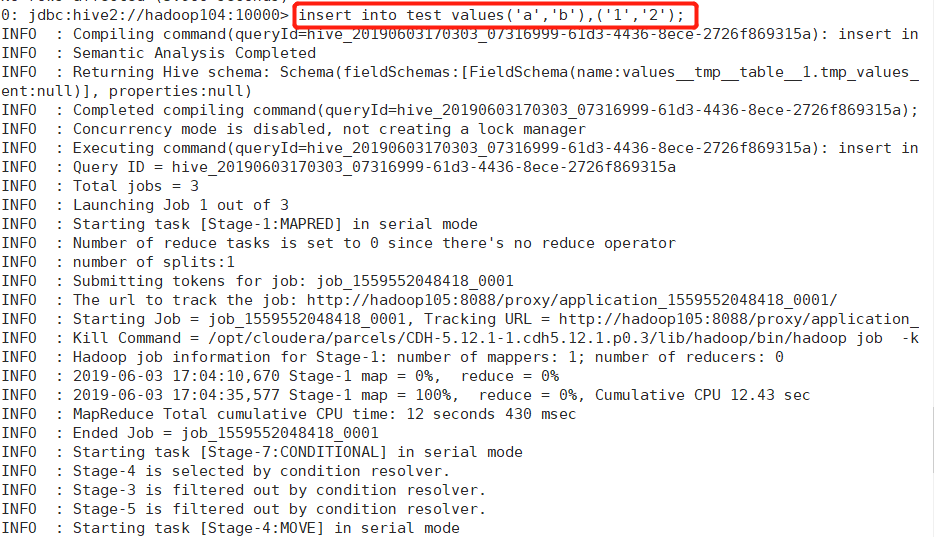 0: jdbc:hive2://hadoop104:10000> insert into test values('a','b'),('1','2');
INFO  : Compiling command(queryId=hive_20190603170303_07316999-61d3-4436-8ece-2726f869315a): insert in
INFO  : Semantic Analysis Completed
INFO  : Returning Hive schema: Schema(fieldSchemas:[FieldSchema(name:values__tmp__table__1.tmp_values_
ent:null)], properties:null)
INFO  : Completed compiling command(queryId=hive_20190603170303_07316999-61d3-4436-8ece-2726f869315a);
INFO  : Concurrency mode is disabled, not creating a lock manager
INFO  : Executing command(queryId=hive_20190603170303_07316999-61d3-4436-8ece-2726f869315a): insert in
INFO  : Query ID = hive_20190603170303_07316999-61d3-4436-8ece-2726f869315a
INFO  : Total jobs = 3
INFO  : Launching Job 1 out of 3
INFO  : Starting task [Stage-1:MAPRED] in serial mode
INFO  : Number of reduce tasks is set to 0 since there's no reduce operator
INFO  : number of splits:1
INFO  : Submitting tokens for job: job_1559552048418_0001
INFO  : The url to track the job: http://hadoop105:8088/proxy/application_1559552048418_0001/
INFO  : Starting Job = job_1559552048418_0001, Tracking URL = http://hadoop105:8088/proxy/application_
INFO  : Kill Command = /opt/cloudera/parcels/CDH-5.12.1-1.cdh5.12.1.p0.3/lib/hadoop/bin/hadoop job  -k
INFO  : Hadoop job information for Stage-1: number of mappers: 1; number of reducers: 0
INFO  : 2019-06-03 17:04:10,670 Stage-1 map = 0%,  reduce = 0%
INFO  : 2019-06-03 17:04:35,577 Stage-1 map = 100%,  reduce = 0%, Cumulative CPU 12.43 sec
INFO  : MapReduce Total cumulative CPU time: 12 seconds 430 msec
INFO  : Ended Job = job_1559552048418_0001
INFO  : Starting task [Stage-7:CONDITIONAL] in serial mode
INFO  : Stage-4 is selected by condition resolver.
INFO  : Stage-3 is filtered out by condition resolver.
INFO  : Stage-5 is filtered out by condition resolver.
INFO  : Starting task [Stage-4:MOVE] in serial mode